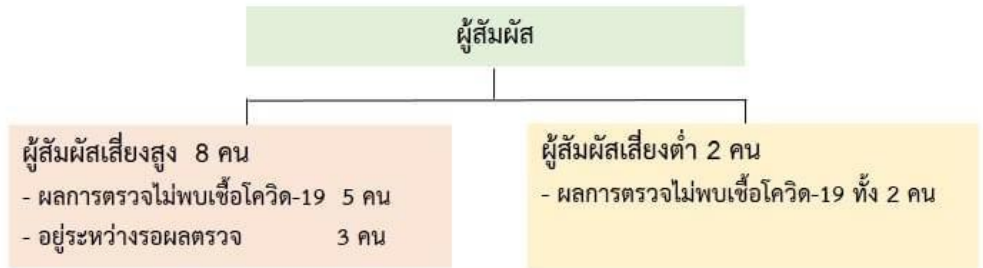 ผู้สัมผัส
ผู้สัมผัสเสี่ยงสูง 8 คน
- ผลการตรวจไม่พบเชื้อโควิด-19 5 คน
- อยู่ระหว่างรอผลตรวจ 3 คน
ผู้สัมผัสเสี่ยงต่ำ 2 คน
- ผลการตรวจไม่พบเชื้อโควิด-19 ทั้ง 2 คน